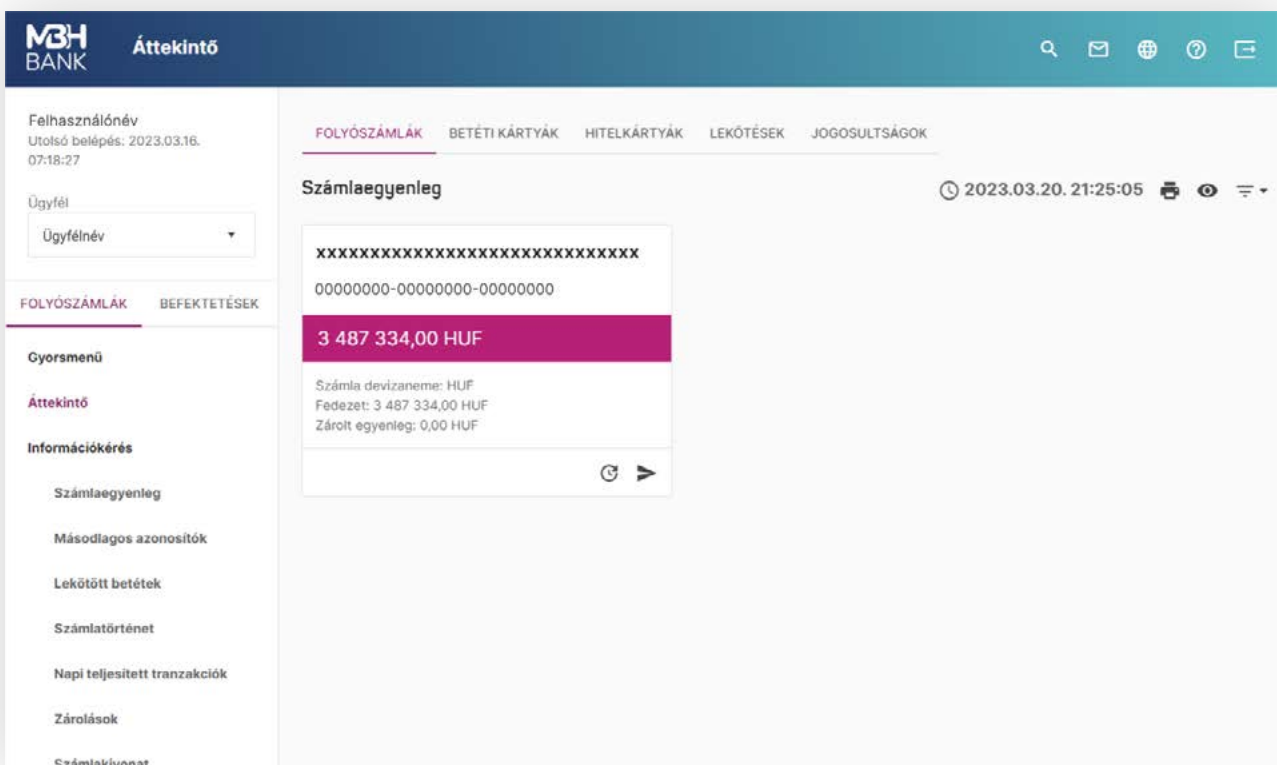 MBH
BANK
Áttekintő
Felhasználónév
Utolsó belépés: 2023.03.16.
07:18:27
Ügyfél
Ügyfélnév
FOLYÓSZÁMLÁK BEFEKTETÉSEK
Gyorsmenü
Áttekintő
Információkérés
Számlaegyenleg
Másodlagos azonosítók
Lekötött betétek
Számlatörténet
Napi teljesített tranzakciók
Zárolások
Számlakivonat
FOLYÓSZÁMLÁK BETÉTI KÁRTYÁK HITELKÁRTYÁK LEKÖTÉSEK JOGOSULTSÁGOK
Számlaegyenleg
2023.03.20. 21:25:05
xxxxxxxxxxxxxxxxxxxxxxxxxxxxxx
00000000-00000000-00000000
3 487 334,00 HUF
Számla devizaneme: HUF
Fedezet: 3 487 334,00 HUF
Zárolt egyenleg: 0,00 HUF